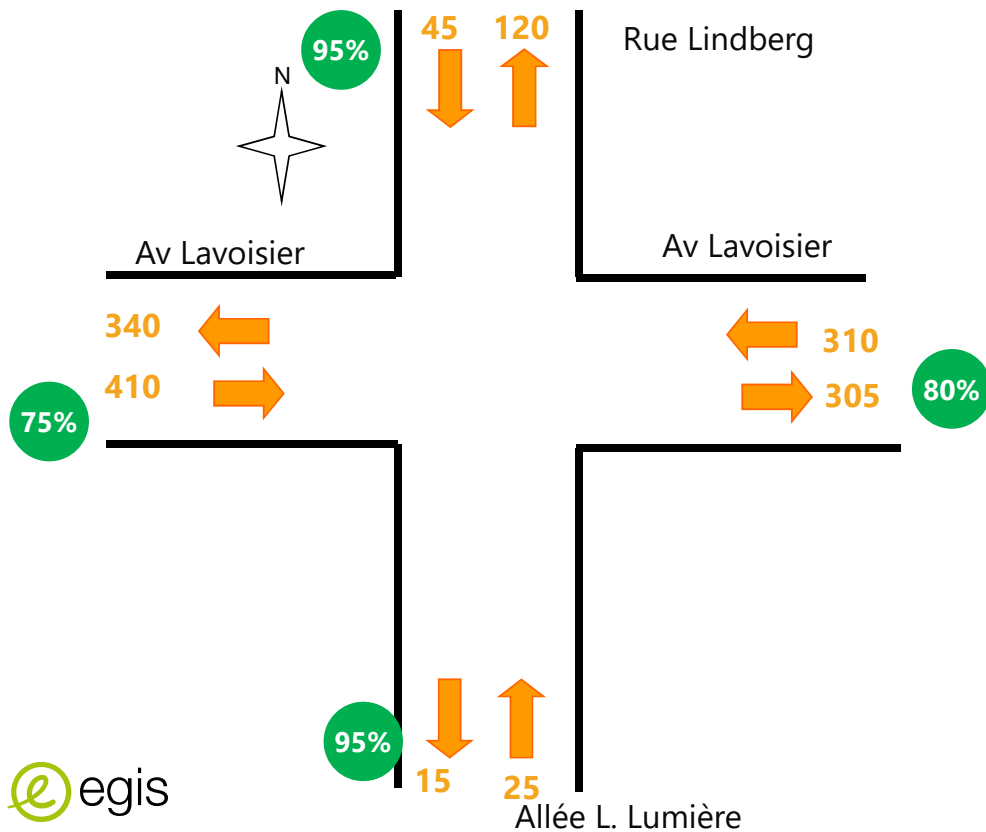 45 120
Rue Lindberg
95%
N
Av Lavoisier
Av Lavoisier
340
310
410
305
80%
75%
95%
15
25
egis
Allée L. Lumière